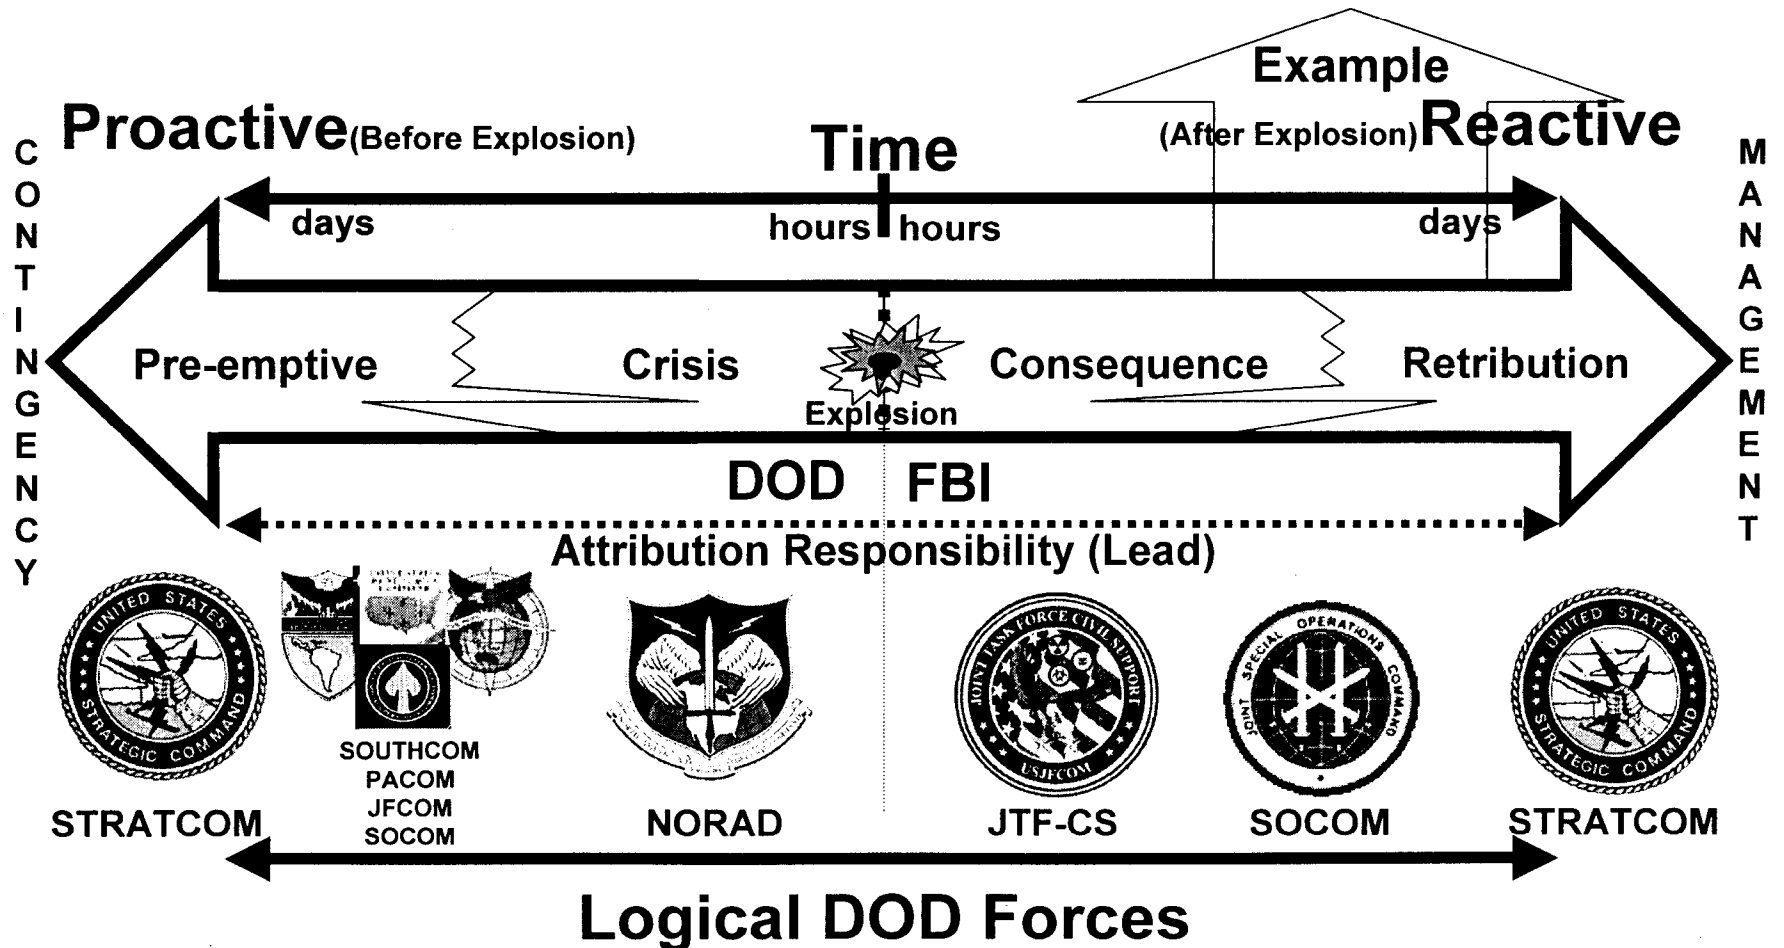 Example
Proactive(Before Explosion)
Time
(After Explosion)Reactive
CONTINGENCY
MANAGEMENT
days
hours
hours
days
Pre-emptive
Crisis
Consequence
Retribution
Explosion
DOD
FBI
Attribution Responsibility (Lead)
UNITED STATES
STRATEGIC COMMAND
JOINT TASK FORCE CIVIL SUPPORT
USJFCOM
JOINT SPECIAL OPERATIONS COMMAND
UNITED STATES
STRATEGIC COMMAND
SOUTHCOM
PACOM
JFCOM
SOCOM
STRATCOM
NORAD
JTF-CS
SOCOM
STRATCOM
Logical DOD Forces